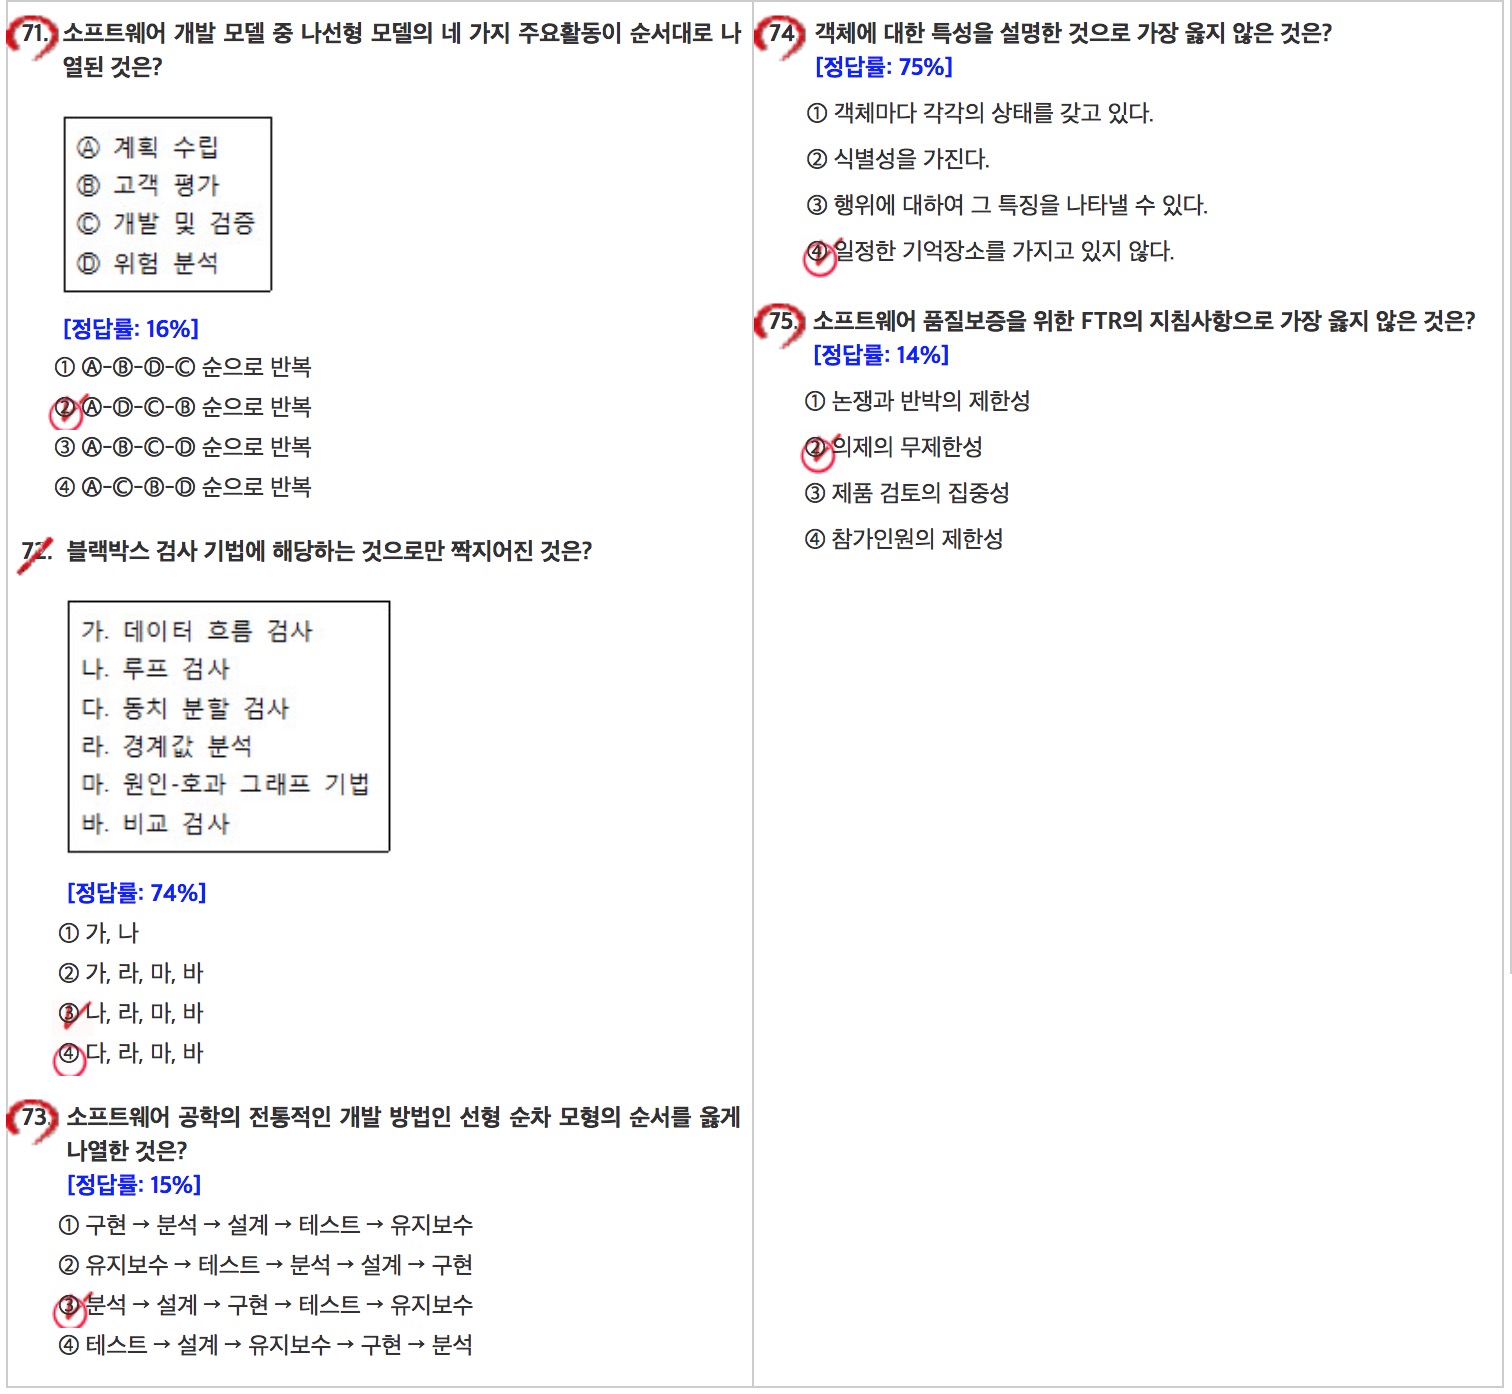 71. 소프트웨어 개발 모델 중 나선형 모델의 네 가지 주요활동이 순서대로 나
열된 것은?
Ⓐ 계획 수립
Ⓑ 고객 평가
Ⓒ 개발 및 검증
Ⓓ 위험 분석
[정답률: 16%]
① Ⓐ-Ⓑ-Ⓓ-Ⓒ 순으로 반복
② Ⓐ-Ⓓ-Ⓒ-Ⓑ 순으로 반복
③ Ⓐ-Ⓑ-Ⓒ-Ⓓ 순으로 반복
④ Ⓐ-Ⓒ-Ⓑ-Ⓓ 순으로 반복
72. 블랙박스 검사 기법에 해당하는 것으로만 짝지어진 것은?
가. 데이터 흐름 검사
나. 루프 검사
다. 동치 분할 검사
라. 경계값 분석
마. 원인-효과 그래프 기법
바. 비교 검사
[정답률: 74%]
① 가, 나
② 가, 라, 마, 바
③ 나, 라, 마, 바
④ 다, 라, 마, 바
73. 소프트웨어 공학의 전통적인 개발 방법인 선형 순차 모형의 순서를 옳게
나열한 것은?
[정답률: 15%]
① 구현 → 분석 → 설계 → 테스트 → 유지보수
② 유지보수 → 테스트 → 분석 → 설계 → 구현
③ 분석 → 설계 → 구현 → 테스트 → 유지보수
④ 테스트 → 설계 → 유지보수 → 구현 → 분석
74. 객체에 대한 특성을 설명한 것으로 가장 옳지 않은 것은?
[정답률: 75%]
① 객체마다 각각의 상태를 갖고 있다.
② 식별성을 가진다.
③ 행위에 대하여 그 특징을 나타낼 수 있다.
④ 일정한 기억장소를 가지고 있지 않다.
75. 소프트웨어 품질보증을 위한 FTR의 지침사항으로 가장 옳지 않은 것은?
[정답률: 14%]
① 논쟁과 반박의 제한성
② 의제의 무제한성
③ 제품 검토의 집중성
④ 참가인원의 제한성